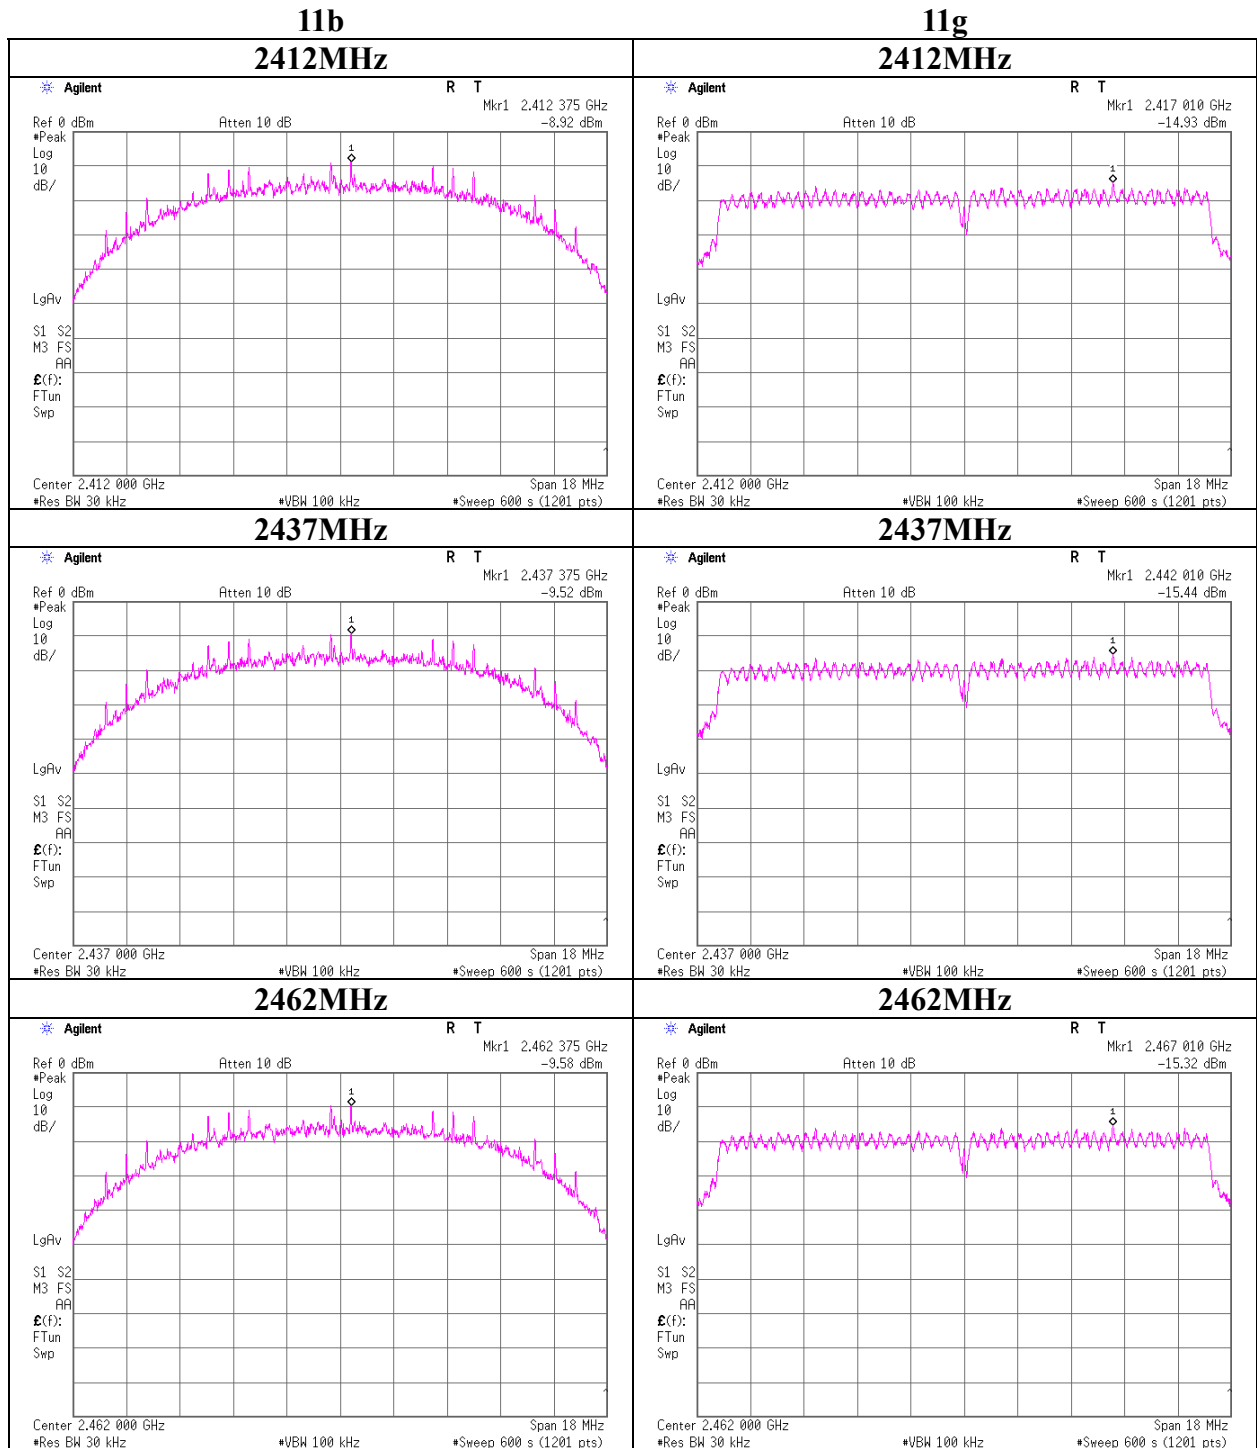 11b 11g
2412MHz 2412MHz
Agilent R T
Mkr1 2.412 375 GHz
Ref 0 dBm Atten 10 dB -8.92 dBm
#Peak
Log
10
dB/
1
LgAv
S1 S2
M3 FS
AA
£(f):
FTun
Swp
Center 2.412 000 GHz Span 18 MHz
#Res BW 30 kHz #VBW 100 kHz #Sweep 600 s (1201 pts)
Agilent R T
Mkr1 2.417 010 GHz
Ref 0 dBm Atten 10 dB -14.93 dBm
#Peak
Log
10
dB/
1
LgAv
S1 S2
M3 FS
AA
£(f):
FTun
Swp
Center 2.412 000 GHz Span 18 MHz
#Res BW 30 kHz #VBW 100 kHz #Sweep 600 s (1201 pts)
2437MHz 2437MHz
Agilent R T
Mkr1 2.437 375 GHz
Ref 0 dBm Atten 10 dB -9.52 dBm
#Peak
Log
10
dB/
1
LgAv
S1 S2
M3 FS
AA
£(f):
FTun
Swp
Center 2.437 000 GHz Span 18 MHz
#Res BW 30 kHz #VBW 100 kHz #Sweep 600 s (1201 pts)
Agilent R T
Mkr1 2.442 010 GHz
Ref 0 dBm Atten 10 dB -15.44 dBm
#Peak
Log
10
dB/
1
LgAv
S1 S2
M3 FS
AA
£(f):
FTun
Swp
Center 2.437 000 GHz Span 18 MHz
#Res BW 30 kHz #VBW 100 kHz #Sweep 600 s (1201 pts)
2462MHz 2462MHz
Agilent R T
Mkr1 2.462 375 GHz
Ref 0 dBm Atten 10 dB -9.58 dBm
#Peak
Log
10
dB/
1
LgAv
S1 S2
M3 FS
AA
£(f):
FTun
Swp
Center 2.462 000 GHz Span 18 MHz
#Res BW 30 kHz #VBW 100 kHz #Sweep 600 s (1201 pts)
Agilent R T
Mkr1 2.467 010 GHz
Ref 0 dBm Atten 10 dB -15.32 dBm
#Peak
Log
10
dB/
1
LgAv
S1 S2
M3 FS
AA
£(f):
FTun
Swp
Center 2.462 000 GHz Span 18 MHz
#Res BW 30 kHz #VBW 100 kHz #Sweep 600 s (1201 pts)